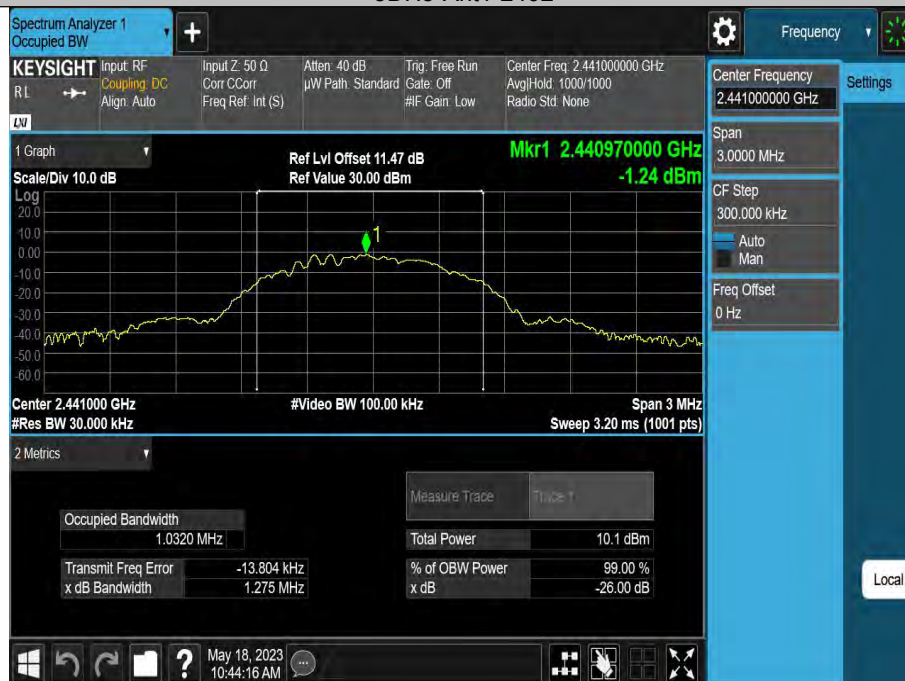 Spectrum Analyzer 1
Occupied BW
+
Frequency
KEYSIGHT
RL
LXI
Input: RF
Coupling: DC
Align: Auto
Input Z: 50 Ω
Corr CCorr
Freq Ref: Int (S)
Atten: 40 dB
µW Path: Standard
Trig: Free Run
Gate: Off
#IF Gain: Low
Center Freq: 2.441000000 GHz
Avg|Hold: 1000/1000
Radio Std: None
Center Frequency
2.441000000 GHz
Settings
Span
3.0000 MHz
CF Step
300.000 kHz
Auto
Man
Freq Offset
0 Hz
Local
1 Graph
Scale/Div 10.0 dB
Ref Lvl Offset 11.47 dB
Ref Value 30.00 dBm
Mkr1 2.440970000 GHz
-1.24 dBm
Log
20.0
10.0
0.00
-10.0
-20.0
-30.0
-40.0
-50.0
-60.0
1
Center 2.441000 GHz
#Res BW 30.000 kHz
#Video BW 100.00 kHz
Span 3 MHz
Sweep 3.20 ms (1001 pts)
2 Metrics
Measure Trace
Trace 1
Occupied Bandwidth
1.0320 MHz
Total Power 10.1 dBm
Transmit Freq Error -13.804 kHz
% of OBW Power 99.00 %
x dB Bandwidth 1.275 MHz
x dB -26.00 dB
?
May 18, 2023
10:44:16 AM